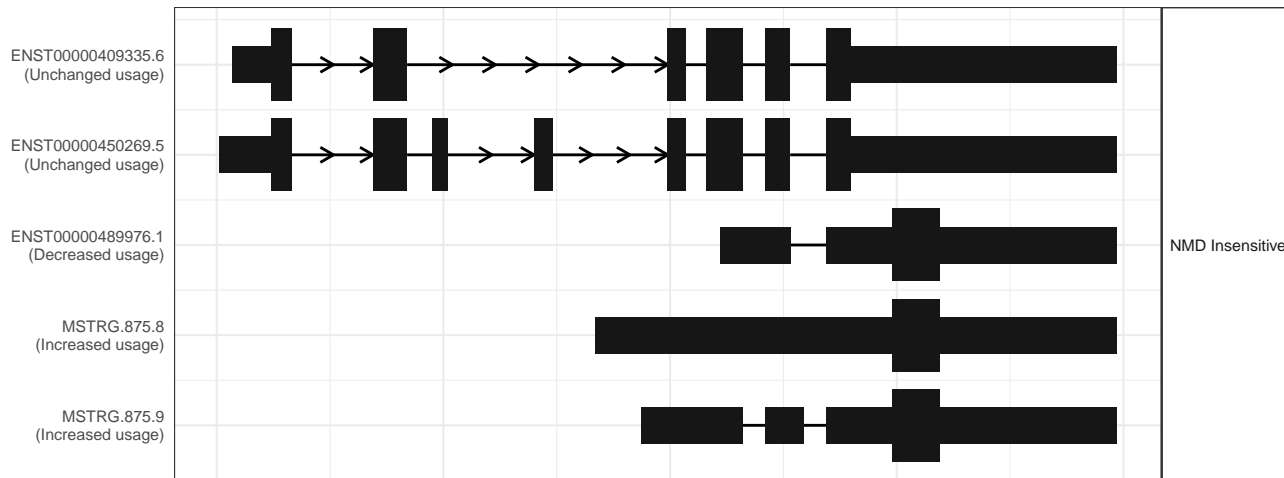 ENST00000409335.6
(Unchanged usage)
ENST00000450269.5
(Unchanged usage)
ENST00000489976.1
(Decreased usage)
NMD Insensitive
MSTRG.875.8
(Increased usage)
MSTRG.875.9
(Increased usage)